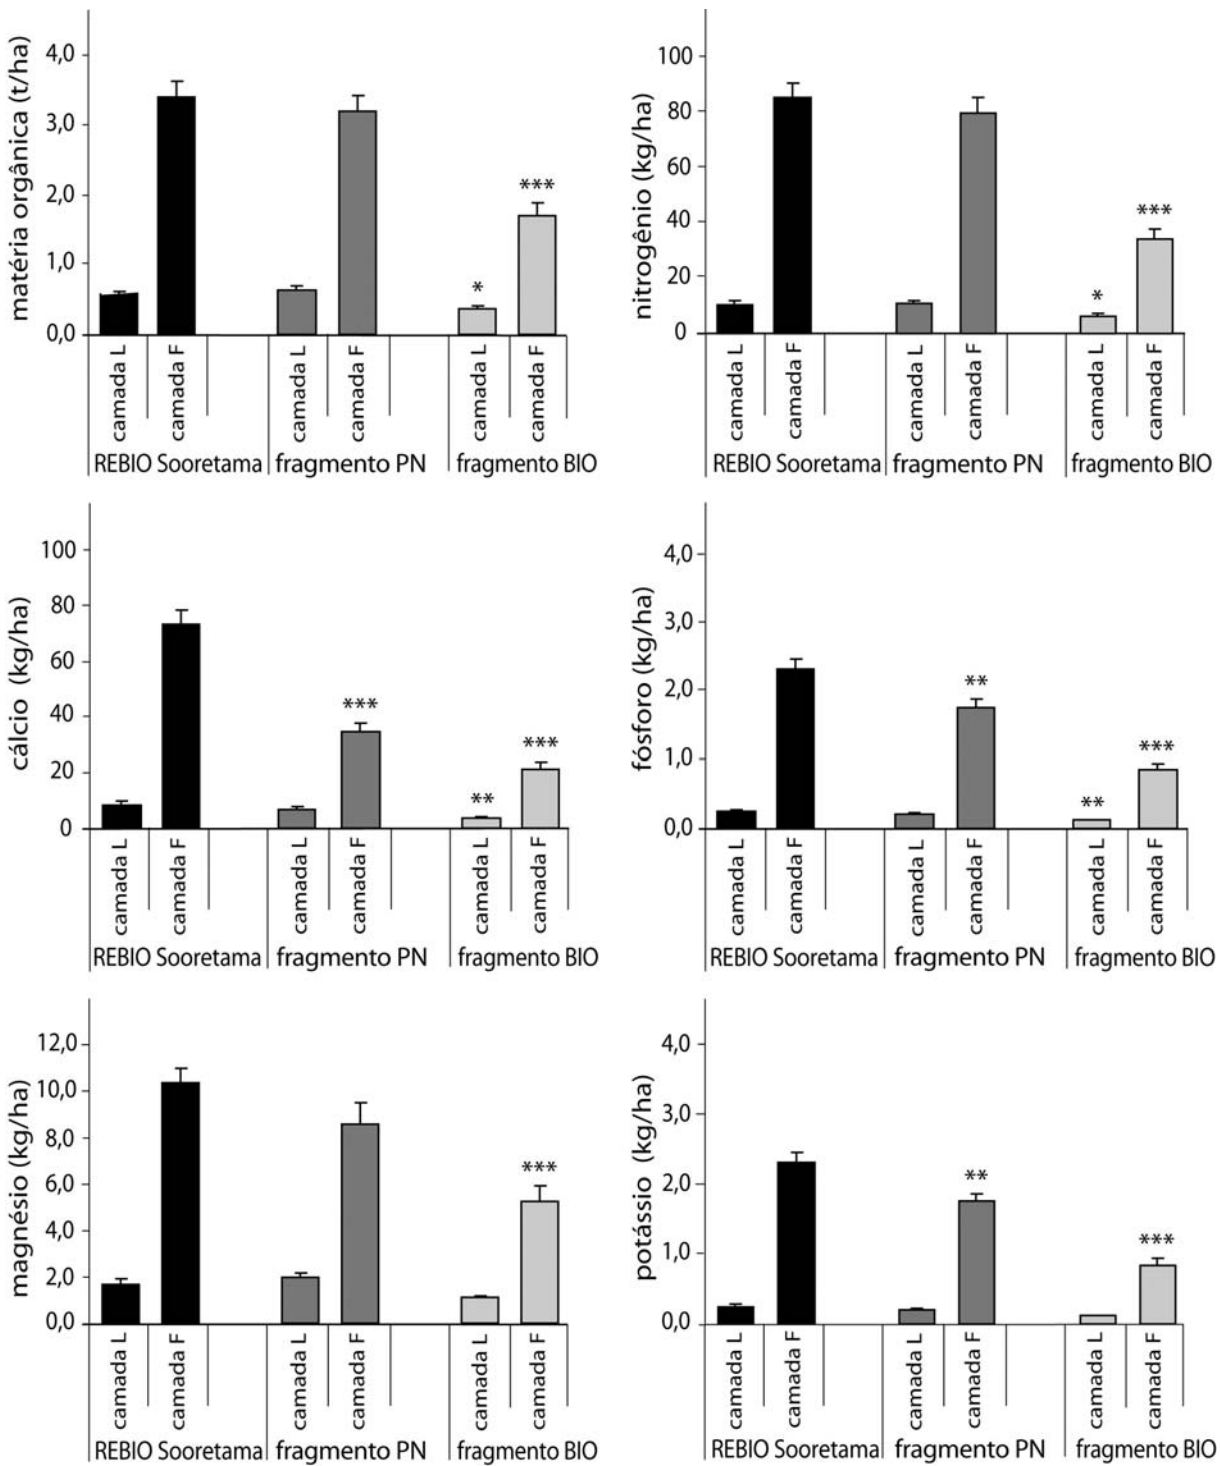 matéria orgânica (t/ha)
4,0
3,0
2,0
1,0
0,0
*
***
camada L
camada F
camada L
camada F
camada L
camada F
REBIO Sooretama
fragmento PN
fragmento BIO
nitrogênio (kg/ha)
100
80
60
40
20
0
*
***
camada L
camada F
camada L
camada F
camada L
camada F
REBIO Sooretama
fragmento PN
fragmento BIO
cálcio (kg/ha)
100
80
60
40
20
0
***
**
***
camada L
camada F
camada L
camada F
camada L
camada F
REBIO Sooretama
fragmento PN
fragmento BIO
fósforo (kg/ha)
4,0
3,0
2,0
1,0
0,0
**
**
***
camada L
camada F
camada L
camada F
camada L
camada F
REBIO Sooretama
fragmento PN
fragmento BIO
magnésio (kg/ha)
12,0
10,0
8,0
6,0
4,0
2,0
0,0
***
camada L
camada F
camada L
camada F
camada L
camada F
REBIO Sooretama
fragmento PN
fragmento BIO
potássio (kg/ha)
4,0
3,0
2,0
1,0
0,0
**
***
camada L
camada F
camada L
camada F
camada L
camada F
REBIO Sooretama
fragmento PN
fragmento BIO